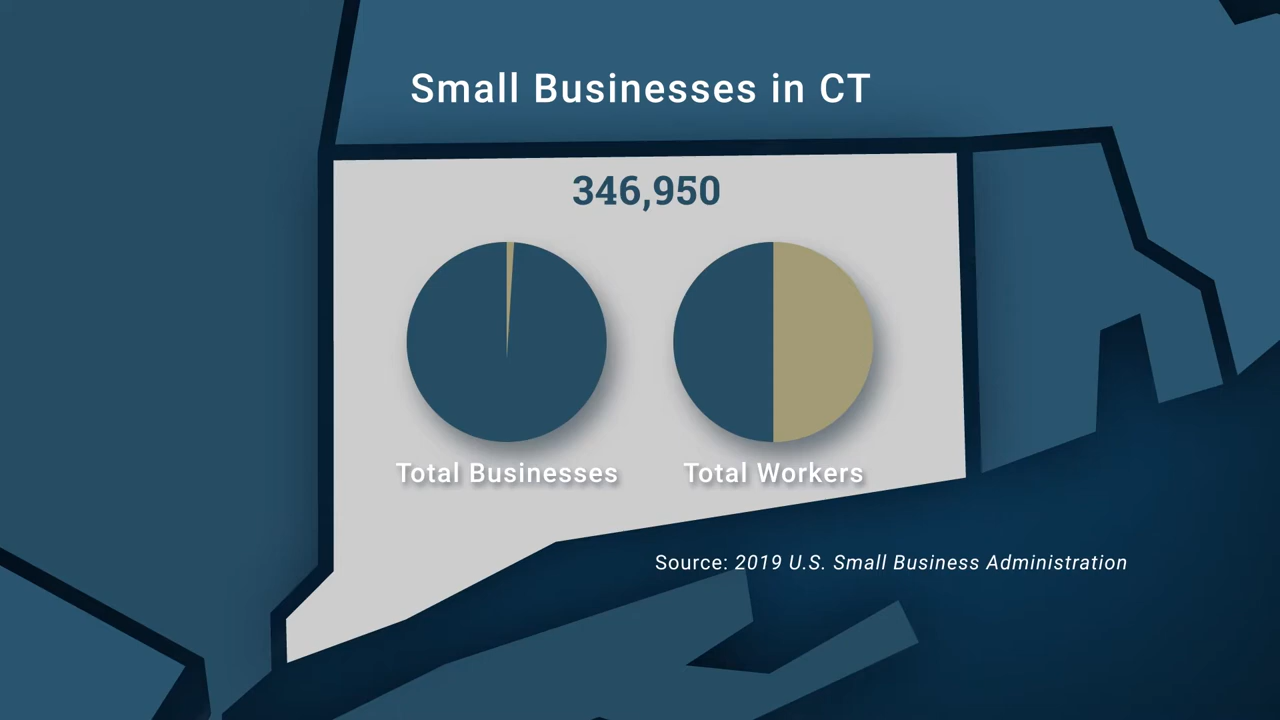 Small Businesses in CT
346,950
Total Businesses
Total Workers
Source: 2019 U.S. Small Business Administration